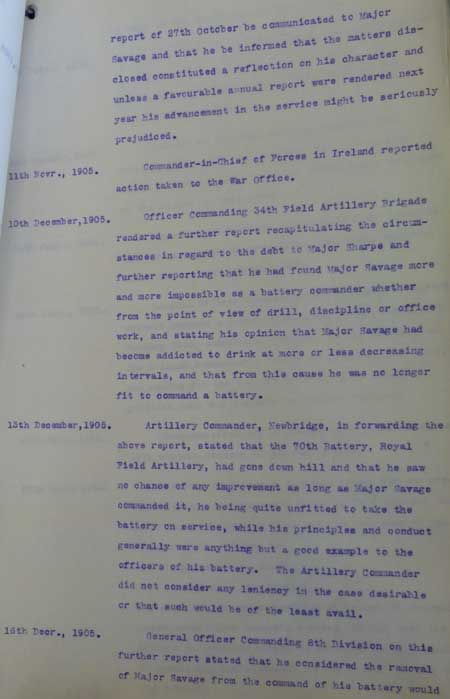 report of 27th October be communicated to Major
Savage and that he be informed that the matters dis-
closed constituted a reflection on his character and
unless a favourable annual report were rendered next
year his advancement in the service might be seriously
prejudiced.
11th Novr., 1905. Commander-in-Chief of Forces in Ireland reported
action taken to the War Office.
10th December, 1905. Officer Commanding 34th Field Artillery Brigade
rendered a further report recapitulating the circum-
stances in regard to the debt to Major Sharpe and
further reporting that he had found Major Savage more
and more impossible as a battery commander whether
from the point of view of drill, discipline or office
work, and stating his opinion that Major Savage had
become addicted to drink at more or less decreasing
intervals, and that from this cause he was no longer
fit to command a battery.
13th December, 1905. Artillery Commander, Newbridge, in forwarding the
above report, stated that the 70th Battery, Royal
Field Artillery, had gone down hill and that he saw
no chance of any improvement as long as Major Savage
commanded it, he being quite unfitted to take the
battery on service, while his principles and conduct
generally were anything but a good example to the
officers of his battery. The Artillery Commander
did not consider any leniency in the case desirable
or that such would be of the least avail.
16th Decr., 1905. General Officer Commanding 8th Division on this
further report stated that he considered the removal
of Major Savage from the command of his battery would